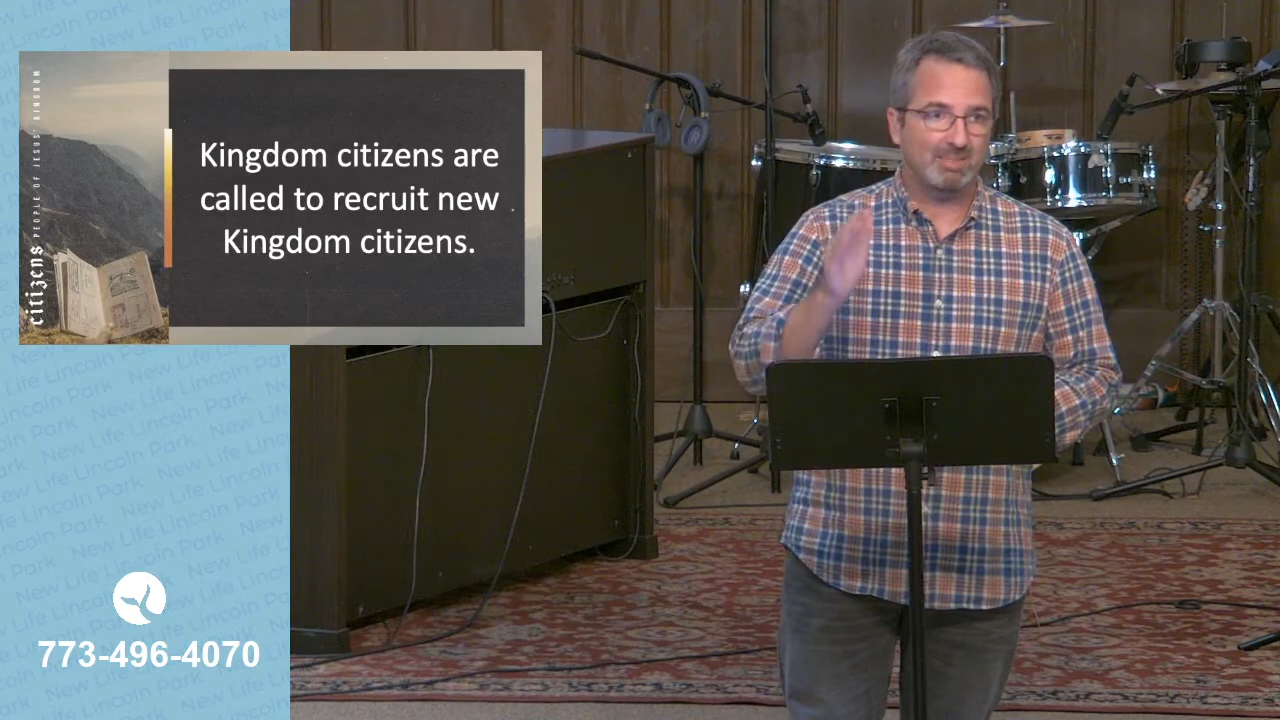 Kingdom citizens are
called to recruit new
Kingdom citizens.
citizens PEOPLE OF JESUS' KINGDOM
773-496-4070
New Life Lincoln Park